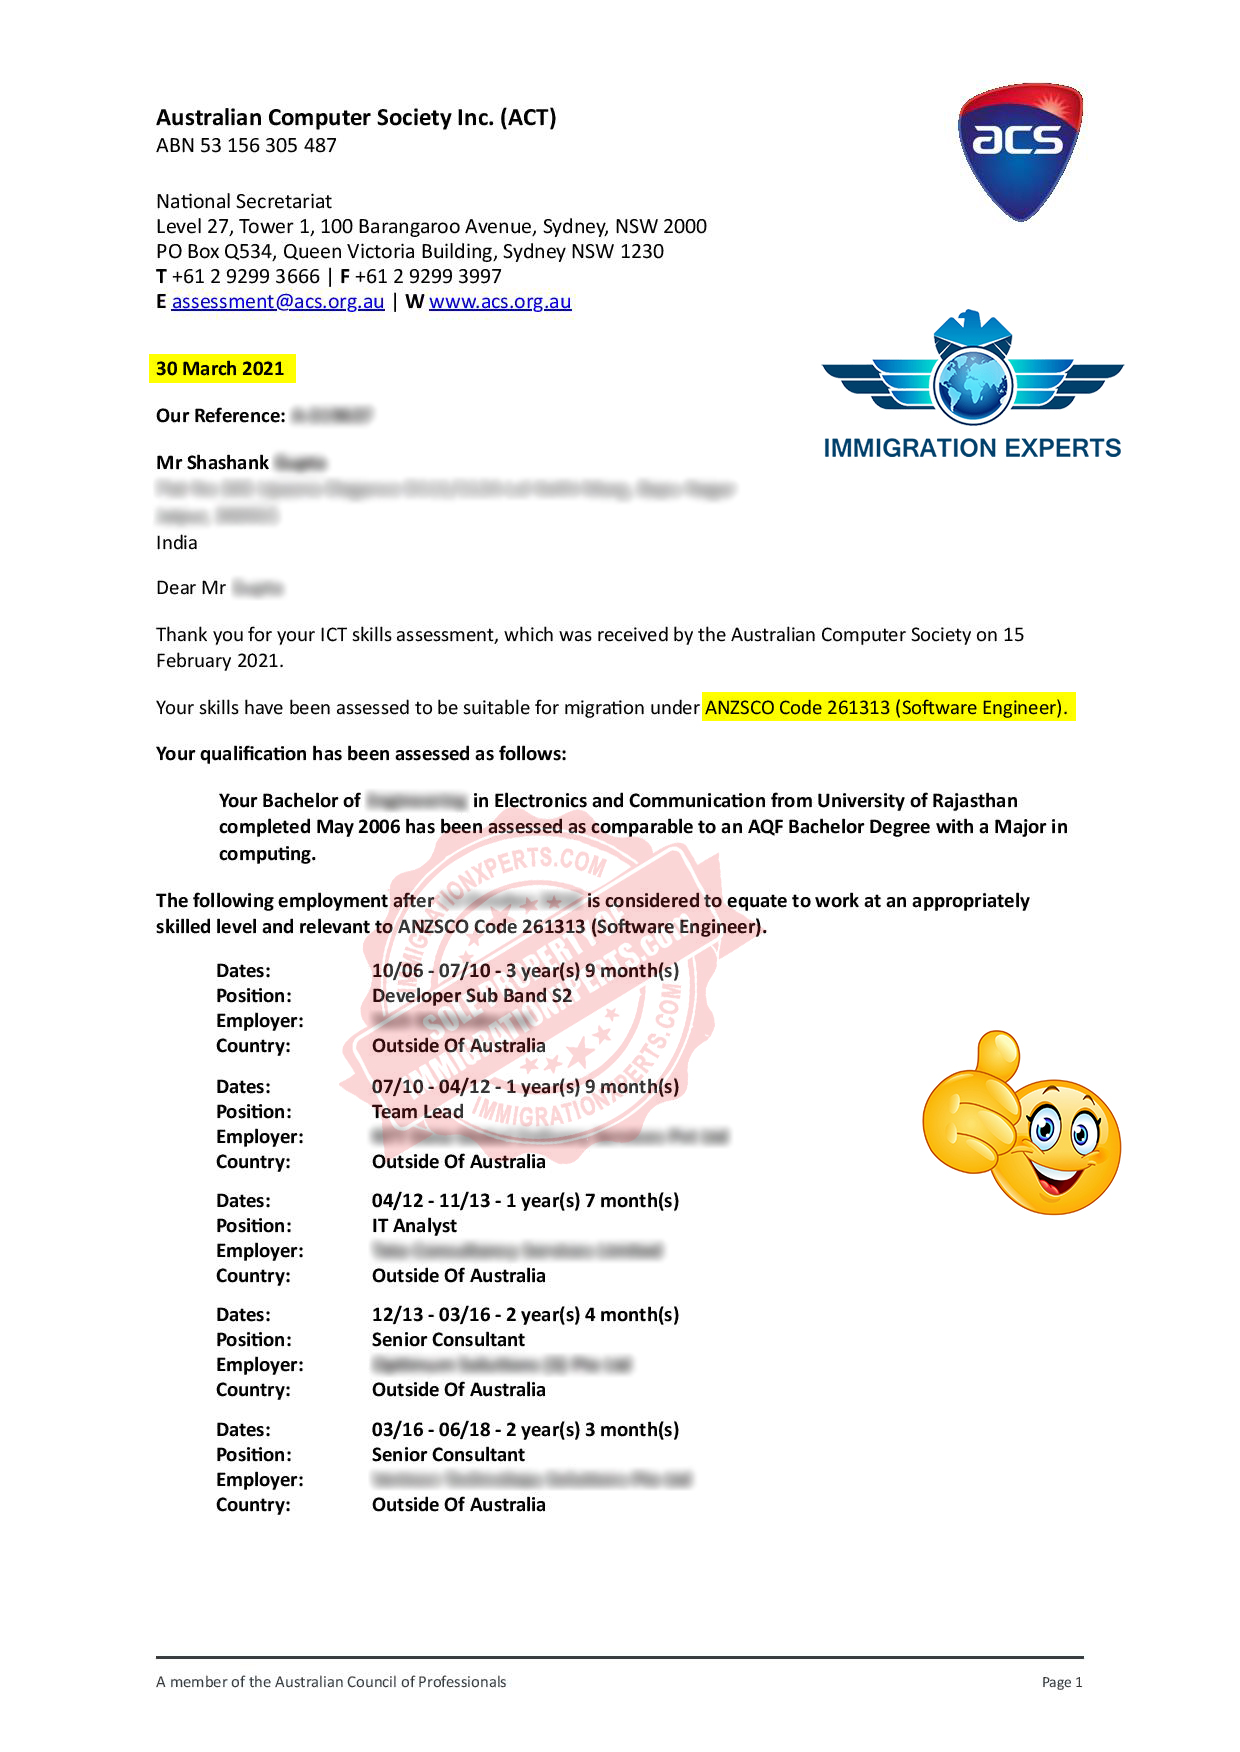 Australian Computer Society Inc. (ACT)
ABN 53 156 305 487
acs
National Secretariat
Level 27, Tower 1, 100 Barangaroo Avenue, Sydney, NSW 2000
PO Box Q534, Queen Victoria Building, Sydney NSW 1230
T +61 2 9299 3666 | F +61 2 9299 3997
E assessment@acs.org.au | W www.acs.org.au
30 March 2021
IMMIGRATION EXPERTS
Our Reference:
Mr Shashank
India
Dear Mr
Thank you for your ICT skills assessment, which was received by the Australian Computer Society on 15
February 2021.
Your skills have been assessed to be suitable for migration under ANZSCO Code 261313 (Software Engineer).
Your qualification has been assessed as follows:
Your Bachelor of in Electronics and Communication from University of Rajasthan
completed May 2006 has been assessed as comparable to an AQF Bachelor Degree with a Major in
computing.
The following employment after is considered to equate to work at an appropriately
skilled level and relevant to ANZSCO Code 261313 (Software Engineer).
Dates: 10/06 - 07/10 - 3 year(s) 9 month(s)
Position: Developer Sub Band S2
Employer:
Country: Outside Of Australia
Dates: 07/10 - 04/12 - 1 year(s) 9 month(s)
Position: Team Lead
Employer:
Country: Outside Of Australia
Dates: 04/12 - 11/13 - 1 year(s) 7 month(s)
Position: IT Analyst
Employer:
Country: Outside Of Australia
Dates: 12/13 - 03/16 - 2 year(s) 4 month(s)
Position: Senior Consultant
Employer:
Country: Outside Of Australia
Dates: 03/16 - 06/18 - 2 year(s) 3 month(s)
Position: Senior Consultant
Employer:
Country: Outside Of Australia
IMMIGRATIONXPERTS.COM
SOLE PROPERTY OF
IMMIGRATIONXPERTS.COM
IMMIGRATIONXPERTS.COM
A member of the Australian Council of Professionals Page 1